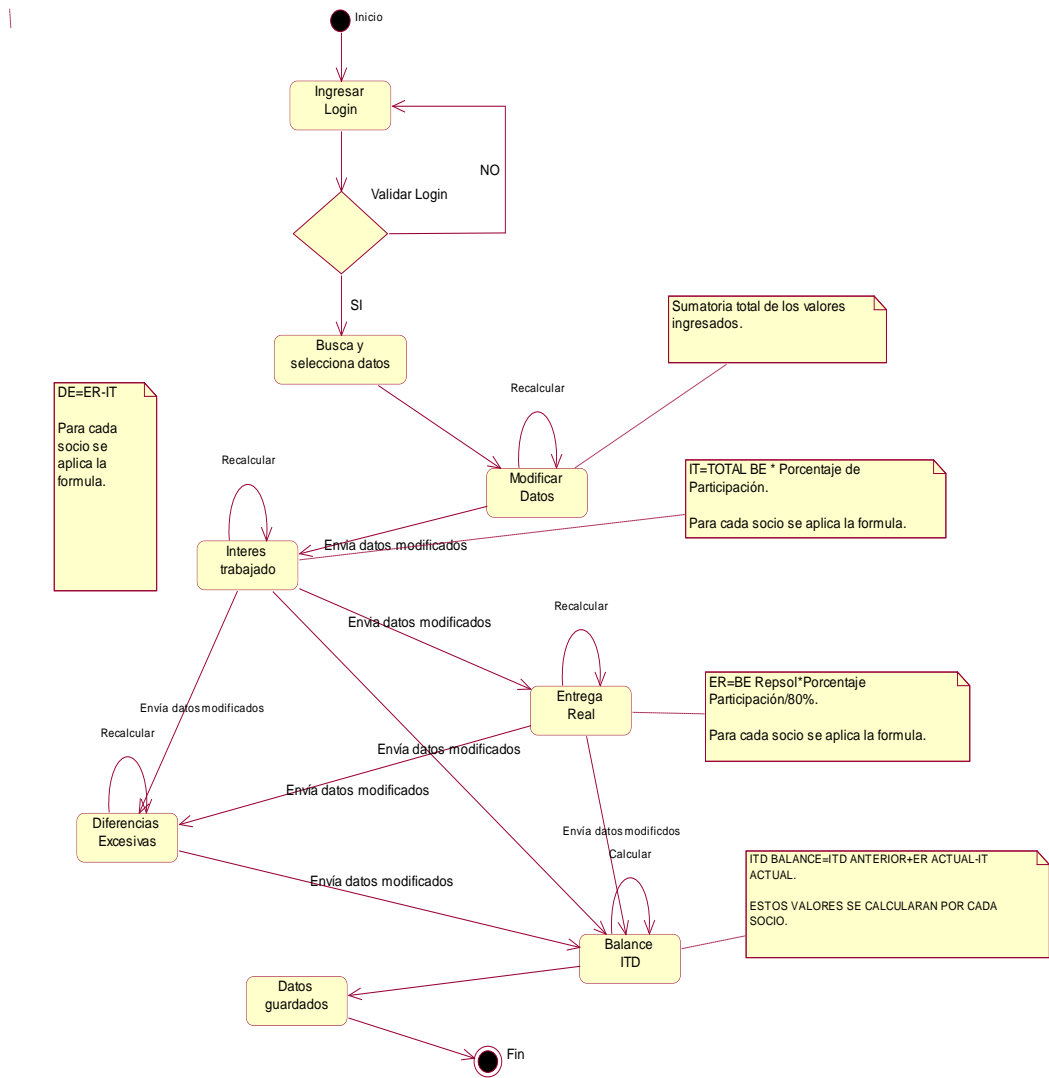 Inicio
Ingresar
Login
NO
Validar Login
SI
Busca y
selecciona datos
Sumatoria total de los valores
ingresados.
DE=ER-IT
Para cada
socio se
aplica la
formula.
Recalcular
Modificar
Datos
Recalcular
IT=TOTAL BE * Porcentaje de
Participación.
Para cada socio se aplica la formula.
Envía datos modificados
Interes
trabajado
Recalcular
Envía datos modificados
Entrega
Real
ER=BE Repsol*Porcentaje
Participación/80%.
Para cada socio se aplica la formula.
Envía datos modificados
Recalcular
Envía datos modificados
Envía datos modificados
Diferencias
Excesivas
Envía datos modificdos
Calcular
ITD BALANCE=ITD ANTERIOR+ER ACTUAL-IT
ACTUAL.
ESTOS VALORES SE CALCULARAN POR CADA
SOCIO.
Envía datos modificados
Balance
ITD
Datos
guardados
Fin